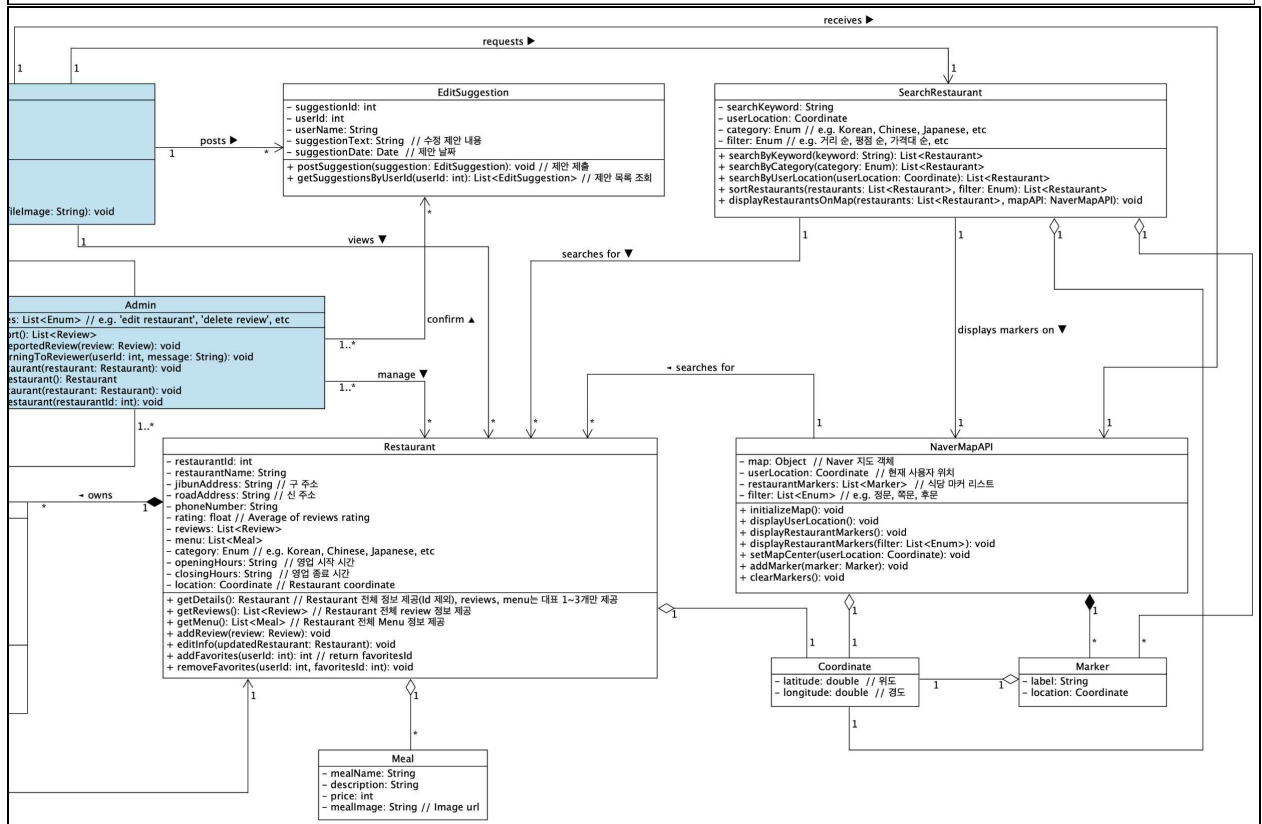 receives ▶
requests ▶
1
1
1
EditSuggestion
- suggestionId: int
- userId: int
- userName: String
- suggestionText: String // 수정 제안 내용
- suggestionDate: Date // 제안 날짜
+ postSuggestion(suggestion: EditSuggestion): void // 제안 제출
+ getSuggestionsByUserId(userId: int): List<EditSuggestion> // 제안 목록 조회
SearchRestaurant
- searchKeyword: String
- userLocation: Coordinate
- category: Enum // e.g. Korean, Chinese, Japanese, etc
- filter: Enum // e.g. 거리 순, 평점 순, 가격대 순, etc
+ searchByKeyword(keyword: String): List<Restaurant>
+ searchByCategory(category: Enum): List<Restaurant>
+ searchByUserLocation(userLocation: Coordinate): List<Restaurant>
+ sortRestaurants(restaurants: List<Restaurant>, filter: Enum): List<Restaurant>
+ displayRestaurantsOnMap(restaurants: List<Restaurant>, mapAPI: NaverMapAPI): void
posts ▶
1
*
fileImage: String): void
*
1
1
1
1
1
views ▼
searches for ▼
Admin
es: List<Enum> // e.g. 'edit restaurant', 'delete review', etc
ort(): List<Review>
eportedReview(review: Review): void
rningToReviewer(userId: int, message: String): void
taurant(restaurant: Restaurant): void
estaurant(): Restaurant
taurant(restaurant: Restaurant): void
estaurant(restaurantId: int): void
confirm ▲
1..*
displays markers on ▼
manage ▼
1..*
◄ searches for
1..*
*
*
*
*
1
1
1
Restaurant
- restaurantId: int
- restaurantName: String
- jibunAddress: String // 구 주소
- roadAddress: String // 신 주소
- phoneNumber: String
- rating: float // Average of reviews rating
- reviews: List<Review>
- menu: List<Meal>
- category: Enum // e.g. Korean, Chinese, Japanese, etc
- openingHours: String // 영업 시작 시간
- closingHours: String // 영업 종료 시간
- location: Coordinate // Restaurant coordinate
+ getDetails(): Restaurant // Restaurant 전체 정보 제공(Id 제외), reviews, menu는 대표 1~3개만 제공
+ getReviews(): List<Review> // Restaurant 전체 review 정보 제공
+ getMenu(): List<Meal> // Restaurant 전체 Menu 정보 제공
+ addReview(review: Review): void
+ editInfo(updatedRestaurant: Restaurant): void
+ addFavorites(userId: int): int // return favoritesId
+ removeFavorites(userId: int, favoritesId: int): void
◄ owns
*
1
NaverMapAPI
- map: Object // Naver 지도 객체
- userLocation: Coordinate // 현재 사용자 위치
- restaurantMarkers: List<Marker> // 식당 마커 리스트
- filter: List<Enum> // e.g. 정문, 쪽문, 후문
+ initializeMap(): void
+ displayUserLocation(): void
+ displayRestaurantMarkers(): void
+ displayRestaurantMarkers(filter: List<Enum>): void
+ setMapCenter(userLocation: Coordinate): void
+ addMarker(marker: Marker): void
+ clearMarkers(): void
1
1
1
1
1
*
*
Coordinate
- latitude: double // 위도
- longitude: double // 경도
1
1
Marker
- label: String
- location: Coordinate
1
1
1
*
Meal
- mealName: String
- description: String
- price: int
- mealImage: String // Image url